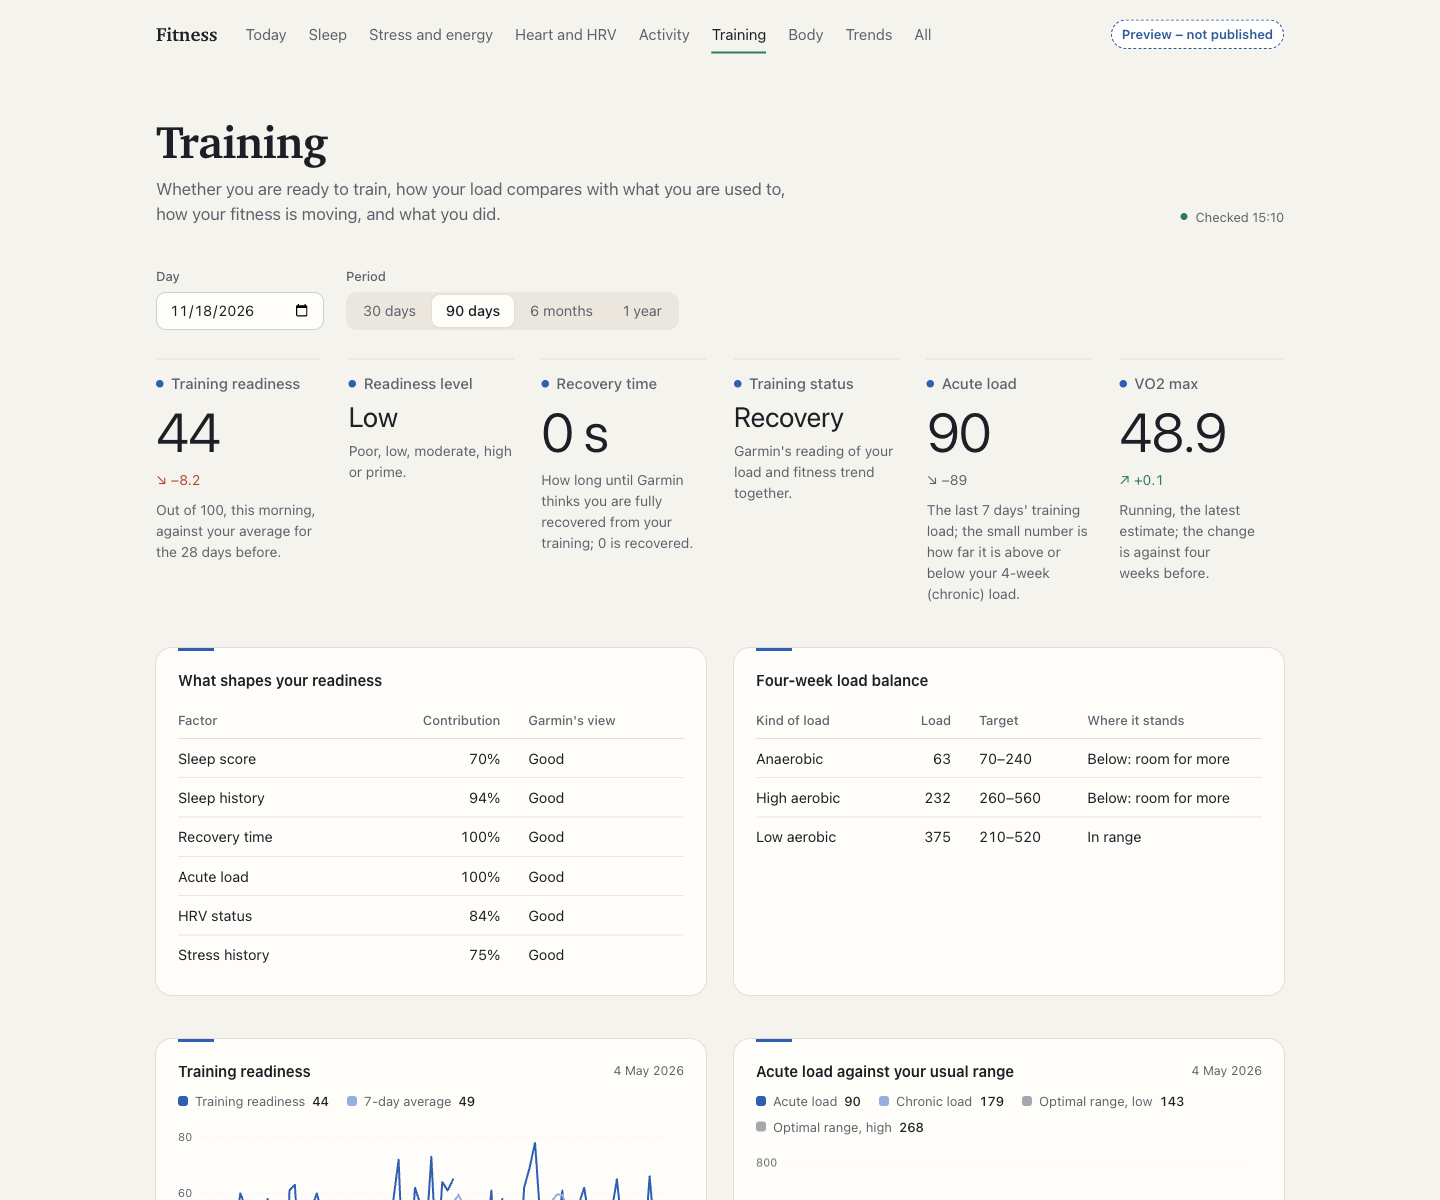 Fitness Today Sleep Stress and energy Heart and HRV Activity Training Body Trends All Preview – not published
Training
Whether you are ready to train, how your load compares with what you are used to,
how your fitness is moving, and what you did.
Checked 15:10
Day
11/18/2026
Period
30 days 90 days 6 months 1 year
Training readiness
44
↘ −8.2
Out of 100, this morning,
against your average for
the 28 days before.
Readiness level
Low
Poor, low, moderate, high
or prime.
Recovery time
0 s
How long until Garmin
thinks you are fully
recovered from your
training; 0 is recovered.
Training status
Recovery
Garmin's reading of your
load and fitness trend
together.
Acute load
90
↘ −89
The last 7 days' training
load; the small number is
how far it is above or
below your 4-week
(chronic) load.
VO2 max
48.9
↗ +0.1
Running, the latest
estimate; the change
is against four
weeks before.
What shapes your readiness
Factor Contribution Garmin's view
Sleep score 70% Good
Sleep history 94% Good
Recovery time 100% Good
Acute load 100% Good
HRV status 84% Good
Stress history 75% Good
Four-week load balance
Kind of load Load Target Where it stands
Anaerobic 63 70–240 Below: room for more
High aerobic 232 260–560 Below: room for more
Low aerobic 375 210–520 In range
Training readiness 4 May 2026
Training readiness 44 7-day average 49
80
60
Acute load against your usual range 4 May 2026
Acute load 90 Chronic load 179 Optimal range, low 143
Optimal range, high 268
800